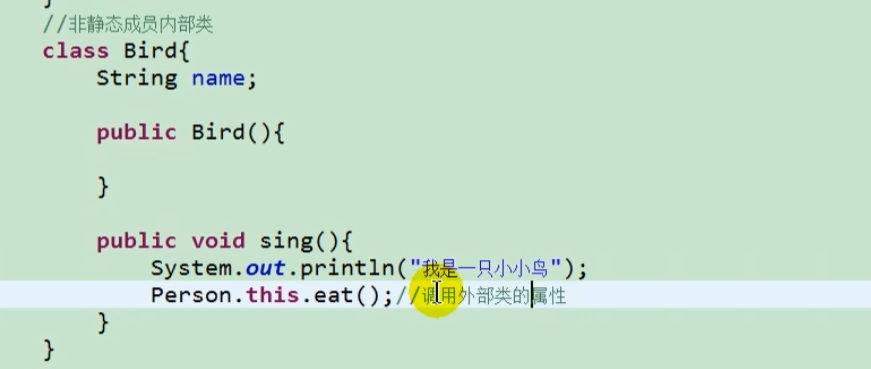 }
//非静态成员内部类
class Bird{
String name;
public Bird(){
}
public void sing(){
System.out.println("我是一只小小鸟");
Person.this.eat();//调用外部类的属性
}
}